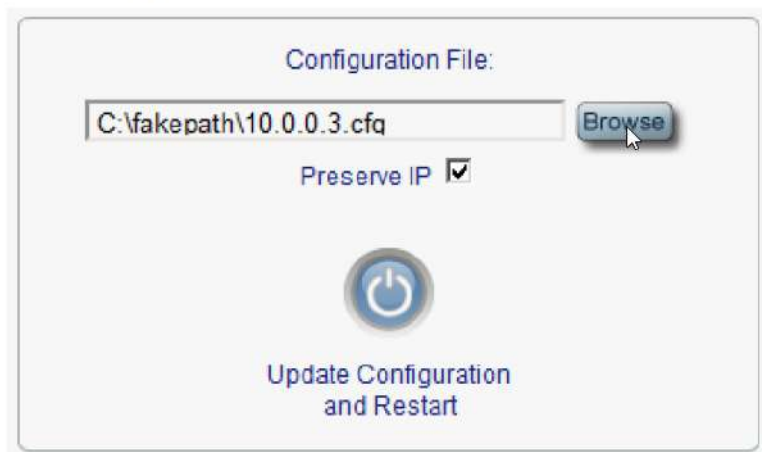 Configuration File:
C:\fakepath\10.0.0.3.cfg
Browse
Preserve IP
Update Configuration
and Restart